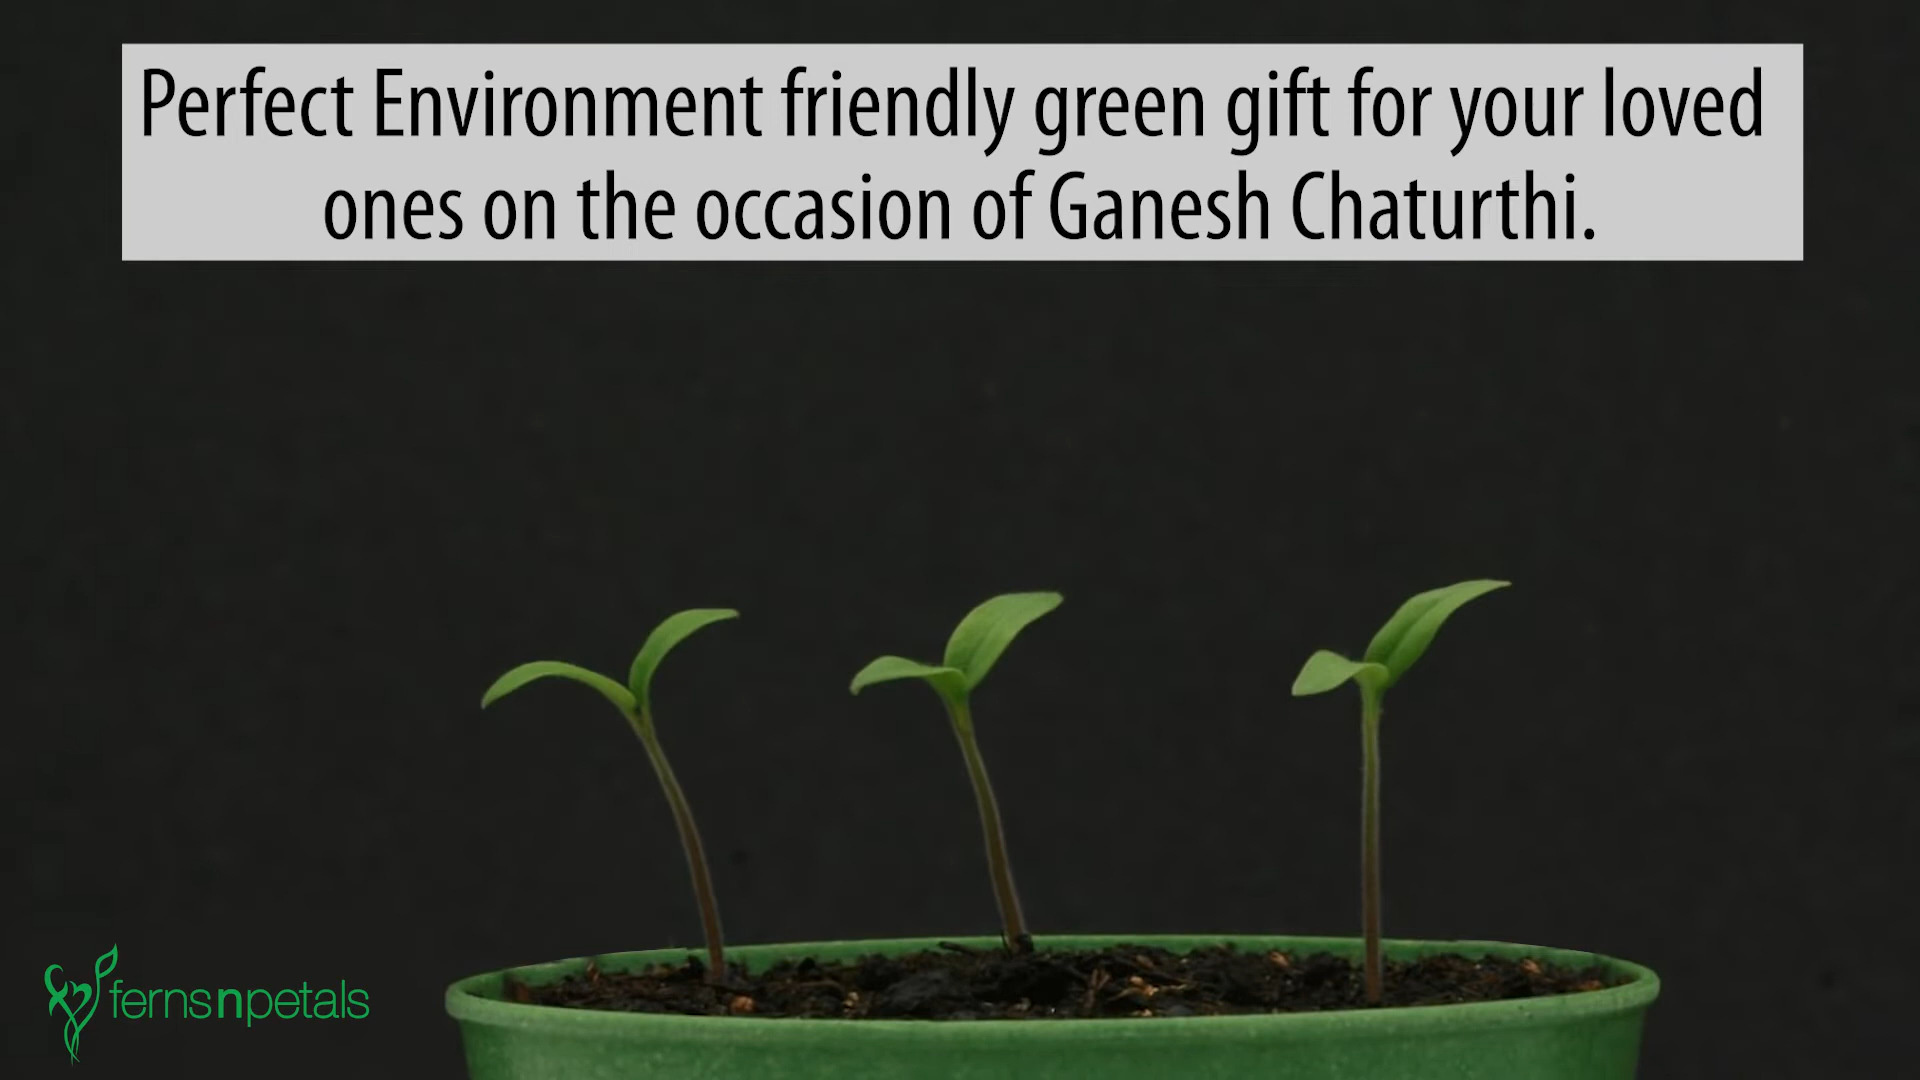 Perfect Environment friendly green gift for your loved
ones on the occasion of Ganesh Chaturthi.
fernsnpetals